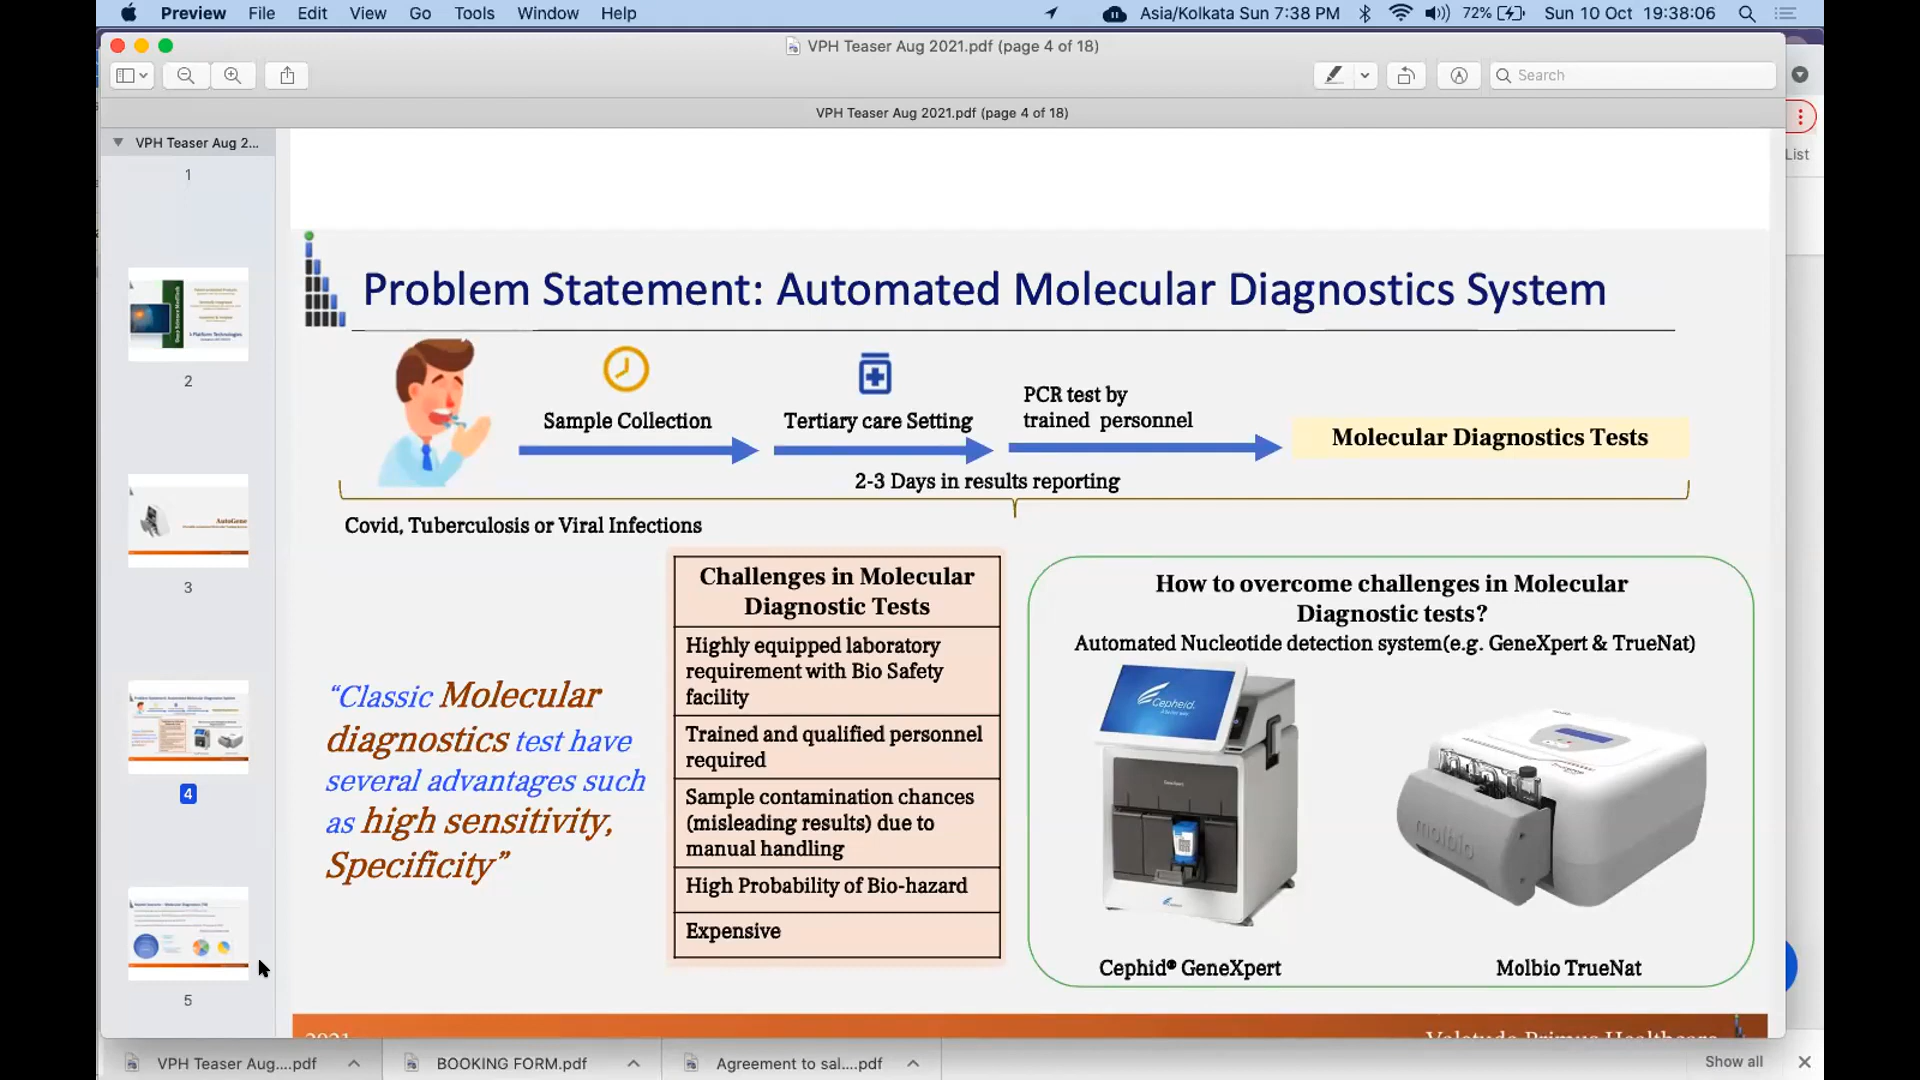 Preview File Edit View Go Tools Window Help Asia/Kolkata Sun 7:38 PM 72% Sun 10 Oct 19:38:06
VPH Teaser Aug 2021.pdf (page 4 of 18)
Search
VPH Teaser Aug 2021.pdf (page 4 of 18)
VPH Teaser Aug 2...
List
1
2
3
4
5
Problem Statement: Automated Molecular Diagnostics System
Sample Collection
Tertiary care Setting
PCR test by
trained personnel
Molecular Diagnostics Tests
2-3 Days in results reporting
Covid, Tuberculosis or Viral Infections
“Classic Molecular
diagnostics test have
several advantages such
as high sensitivity,
Specificity”
Challenges in Molecular
Diagnostic Tests
Highly equipped laboratory
requirement with Bio Safety
facility
Trained and qualified personnel
required
Sample contamination chances
(misleading results) due to
manual handling
High Probability of Bio-hazard
Expensive
How to overcome challenges in Molecular
Diagnostic tests?
Automated Nucleotide detection system(e.g. GeneXpert & TrueNat)
Cepheid.
molbio
Cephid® GeneXpert
Molbio TrueNat
2021
Valetude Primus Healthcare
VPH Teaser Aug....pdf
BOOKING FORM.pdf
Agreement to sal....pdf
Show all